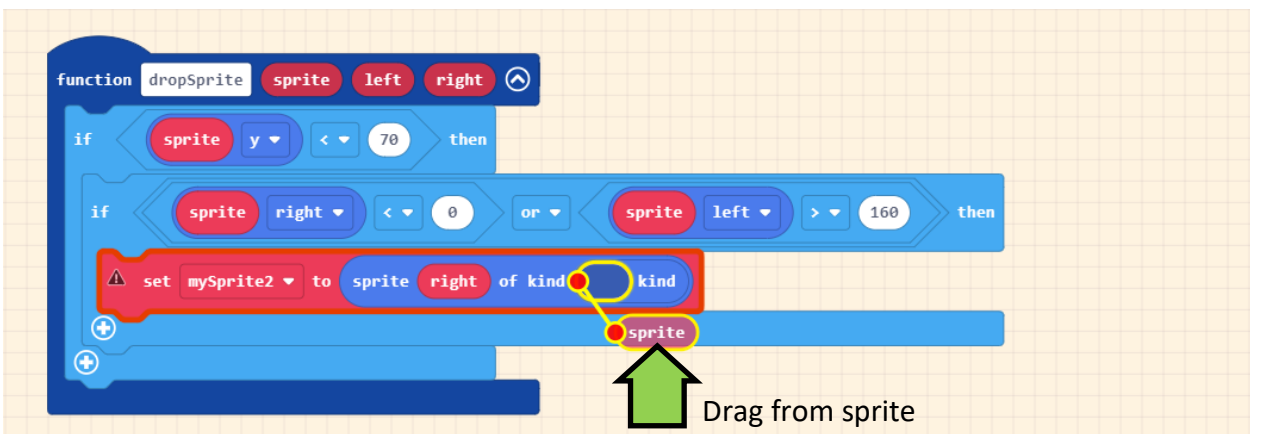 function dropSprite sprite left right
if sprite y < 70 then
if sprite right < 0 or sprite left > 160 then
set mySprite2 to sprite right of kind kind
sprite
Drag from sprite